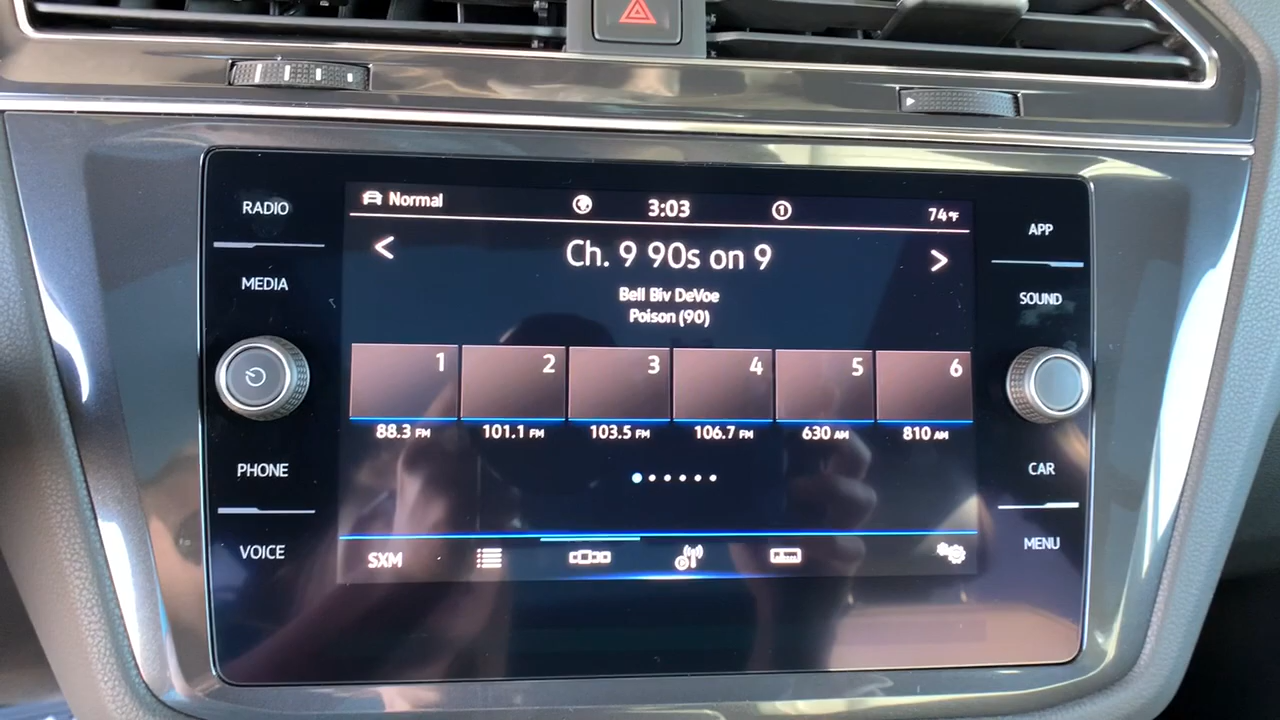 RADIO
MEDIA
PHONE
VOICE
Normal
3:03
1
74°F
Ch. 9 90s on 9
Bell Biv DeVoe
Poison (90)
1 2 3 4 5 6
88.3 FM 101.1 FM 103.5 FM 106.7 FM 630 AM 810 AM
SXM
APP
SOUND
CAR
MENU